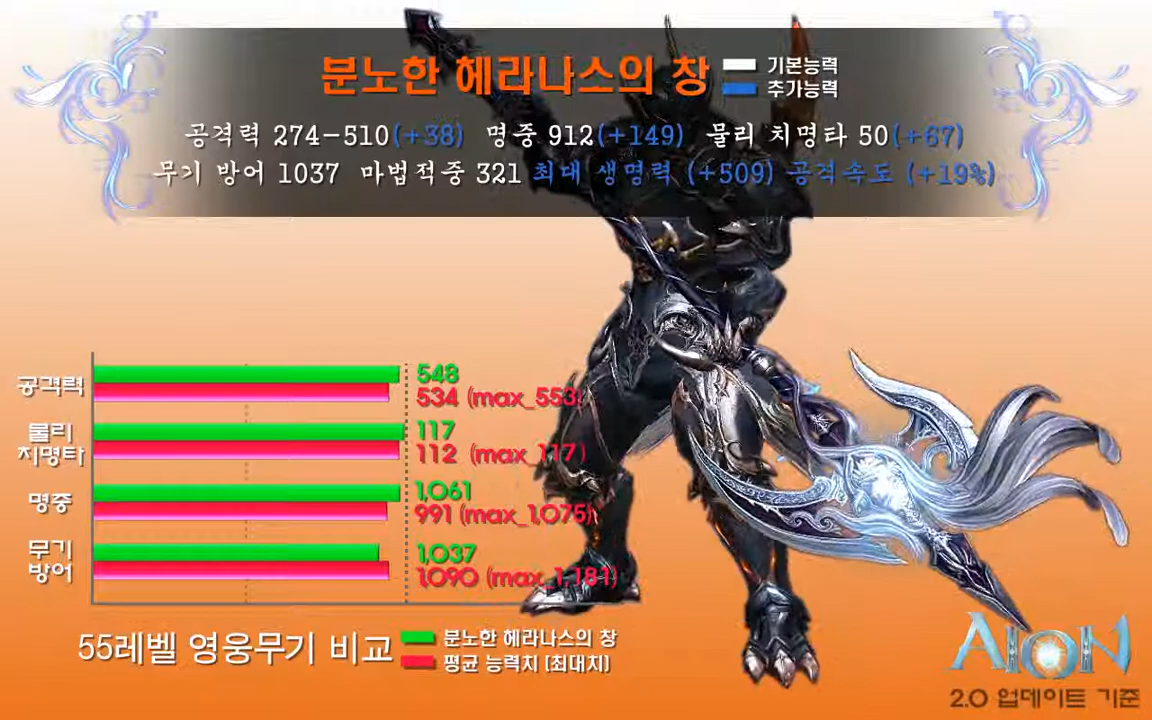 분노한 헤라나스의 창
기본능력
추가능력
공격력 274-510(+38) 명중 912(+149) 물리 치명타 50(+67)
무기 방어 1037 마법적중 321 최대 생명력 (+509) 공격속도 (+19%)
공격력
548
534 (max_553)
물리
치명타
117
112 (max_117)
명중
1,061
991 (max_1,075)
무기
방어
1,037
1,090 (max_1,181)
55레벨 영웅무기 비교
분노한 헤라나스의 창
평균 능력치 (최대치)
AION
2.0 업데이트 기준